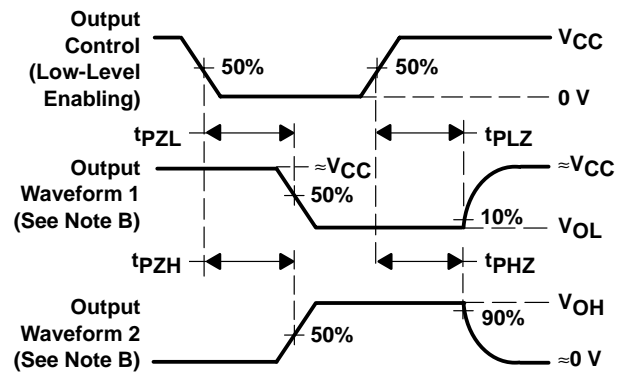 Output
Control
(Low-Level
Enabling)
50%
50%
VCC
0 V
tPZL
tPLZ
Output
Waveform 1
(See Note B)
≈VCC
50%
≈VCC
10%
VOL
tPZH
tPHZ
Output
Waveform 2
(See Note B)
50%
VOH
90%
≈0 V